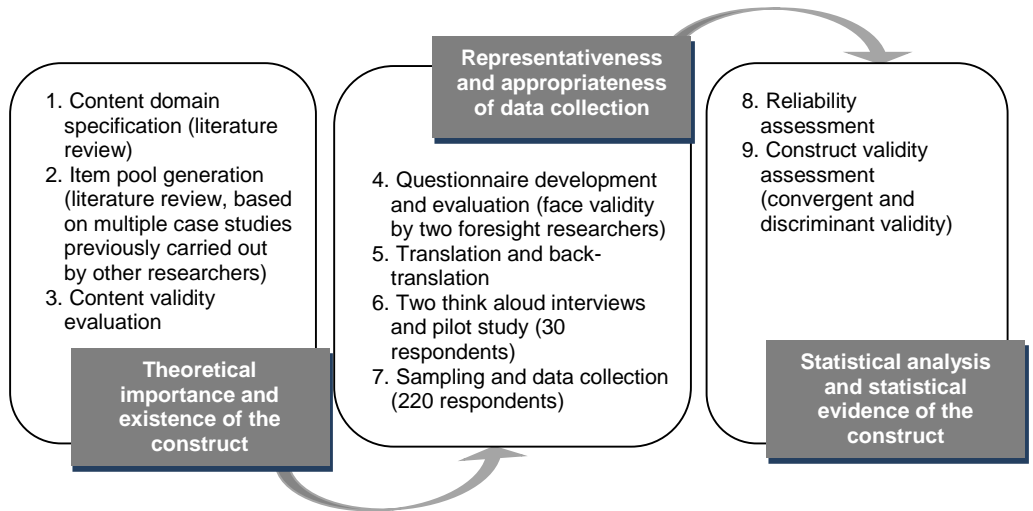 1. Content domain
specification (literature
review)
2. Item pool generation
(literature review, based
on multiple case studies
previously carried out
by other researchers)
3. Content validity
evaluation
Theoretical
importance and
existence of the
construct
Representativeness
and appropriateness
of data collection
4. Questionnaire development
and evaluation (face validity
by two foresight researchers)
5. Translation and back-
translation
6. Two think aloud interviews
and pilot study (30
respondents)
7. Sampling and data collection
(220 respondents)
8. Reliability
assessment
9. Construct validity
assessment
(convergent and
discriminant validity)
Statistical analysis
and statistical
evidence of the
construct